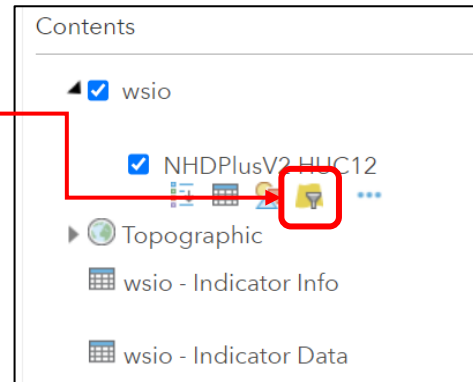 Contents
wsio
NHDPlusV2 HUC12
Topographic
wsio - Indicator Info
wsio - Indicator Data